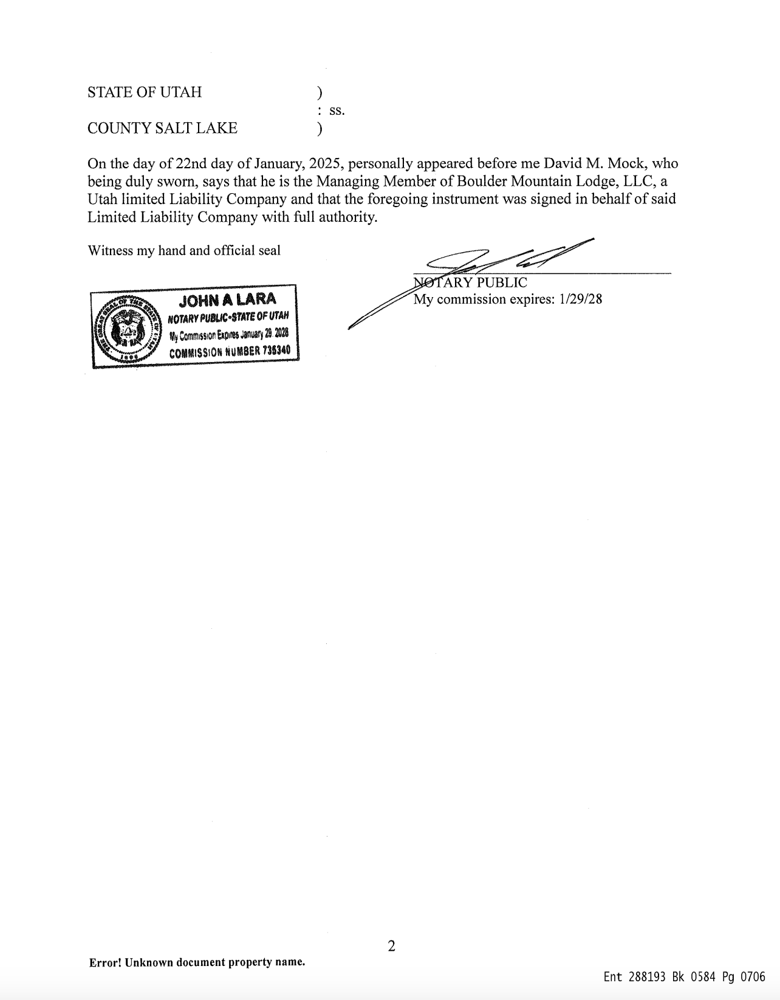 STATE OF UTAH )
: ss.
COUNTY SALT LAKE )
On the day of 22nd day of January, 2025, personally appeared before me David M. Mock, who
being duly sworn, says that he is the Managing Member of Boulder Mountain Lodge, LLC, a
Utah limited Liability Company and that the foregoing instrument was signed in behalf of said
Limited Liability Company with full authority.
Witness my hand and official seal
NOTARY PUBLIC
My commission expires: 1/29/28
THE GREAT SEAL OF THE STATE OF UTAH
1896
JOHN A LARA
NOTARY PUBLIC•STATE OF UTAH
My Commission Expires January 29, 2028
COMMISSION NUMBER 735340
2
Error! Unknown document property name.
Ent 288193 Bk 0584 Pg 0706